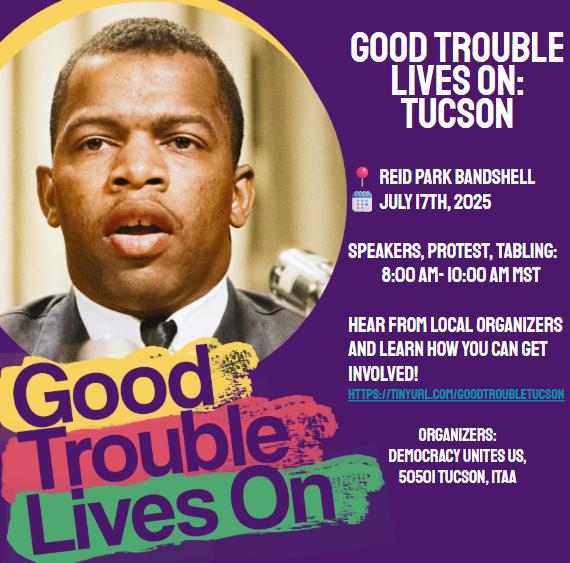 GOOD TROUBLE
LIVES ON:
TUCSON
REID PARK BANDSHELL
JULY 17TH, 2025
SPEAKERS, PROTEST, TABLING:
8:00 AM- 10:00 AM MST
HEAR FROM LOCAL ORGANIZERS
AND LEARN HOW YOU CAN GET
INVOLVED!
HTTPS://TINYURL.COM/GOODTROUBLETUCSON
ORGANIZERS:
DEMOCRACY UNITES US,
50501 TUCSON, ITAA
Good
Trouble
Lives On